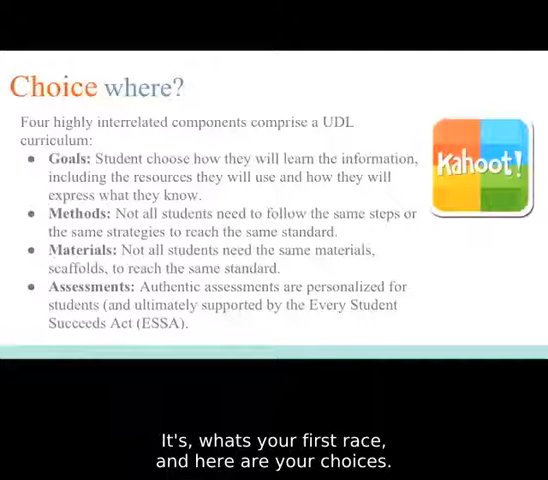 Choice where?
Four highly interrelated components comprise a UDL
curriculum:
● Goals: Student choose how they will learn the information,
including the resources they will use and how they will
express what they know.
● Methods: Not all students need to follow the same steps or
the same strategies to reach the same standard.
● Materials: Not all students need the same materials,
scaffolds, to reach the same standard.
● Assessments: Authentic assessments are personalized for
students (and ultimately supported by the Every Student
Succeeds Act (ESSA).
Kahoot!
It's, whats your first race,
and here are your choices.